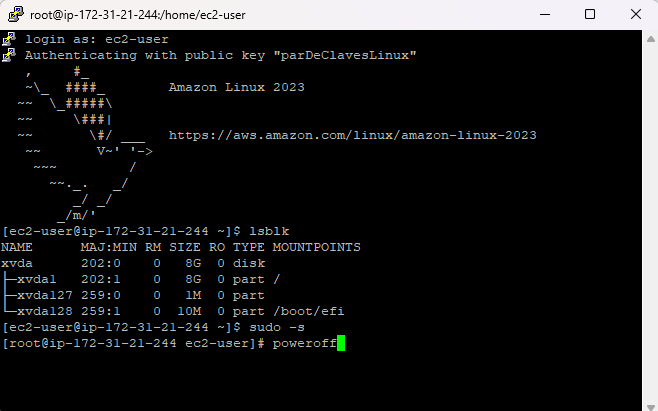 root@ip-172-31-21-244:/home/ec2-user
login as: ec2-user
Authenticating with public key "parDeClavesLinux"
   ,     #_
   ~\_  ####_        Amazon Linux 2023
  ~~  \_#####\
  ~~     \###|
  ~~       \#/ ___   https://aws.amazon.com/linux/amazon-linux-2023
   ~~       V~' '->
    ~~~         /
      ~~._.   _/
         _/ _/
       _/m/'
[ec2-user@ip-172-31-21-244 ~]$ lsblk
NAME      MAJ:MIN RM SIZE RO TYPE MOUNTPOINTS
xvda      202:0    0   8G  0 disk
├─xvda1   202:1    0   8G  0 part /
├─xvda127 259:0    0   1M  0 part
└─xvda128 259:1    0  10M  0 part /boot/efi
[ec2-user@ip-172-31-21-244 ~]$ sudo -s
[root@ip-172-31-21-244 ec2-user]# poweroff